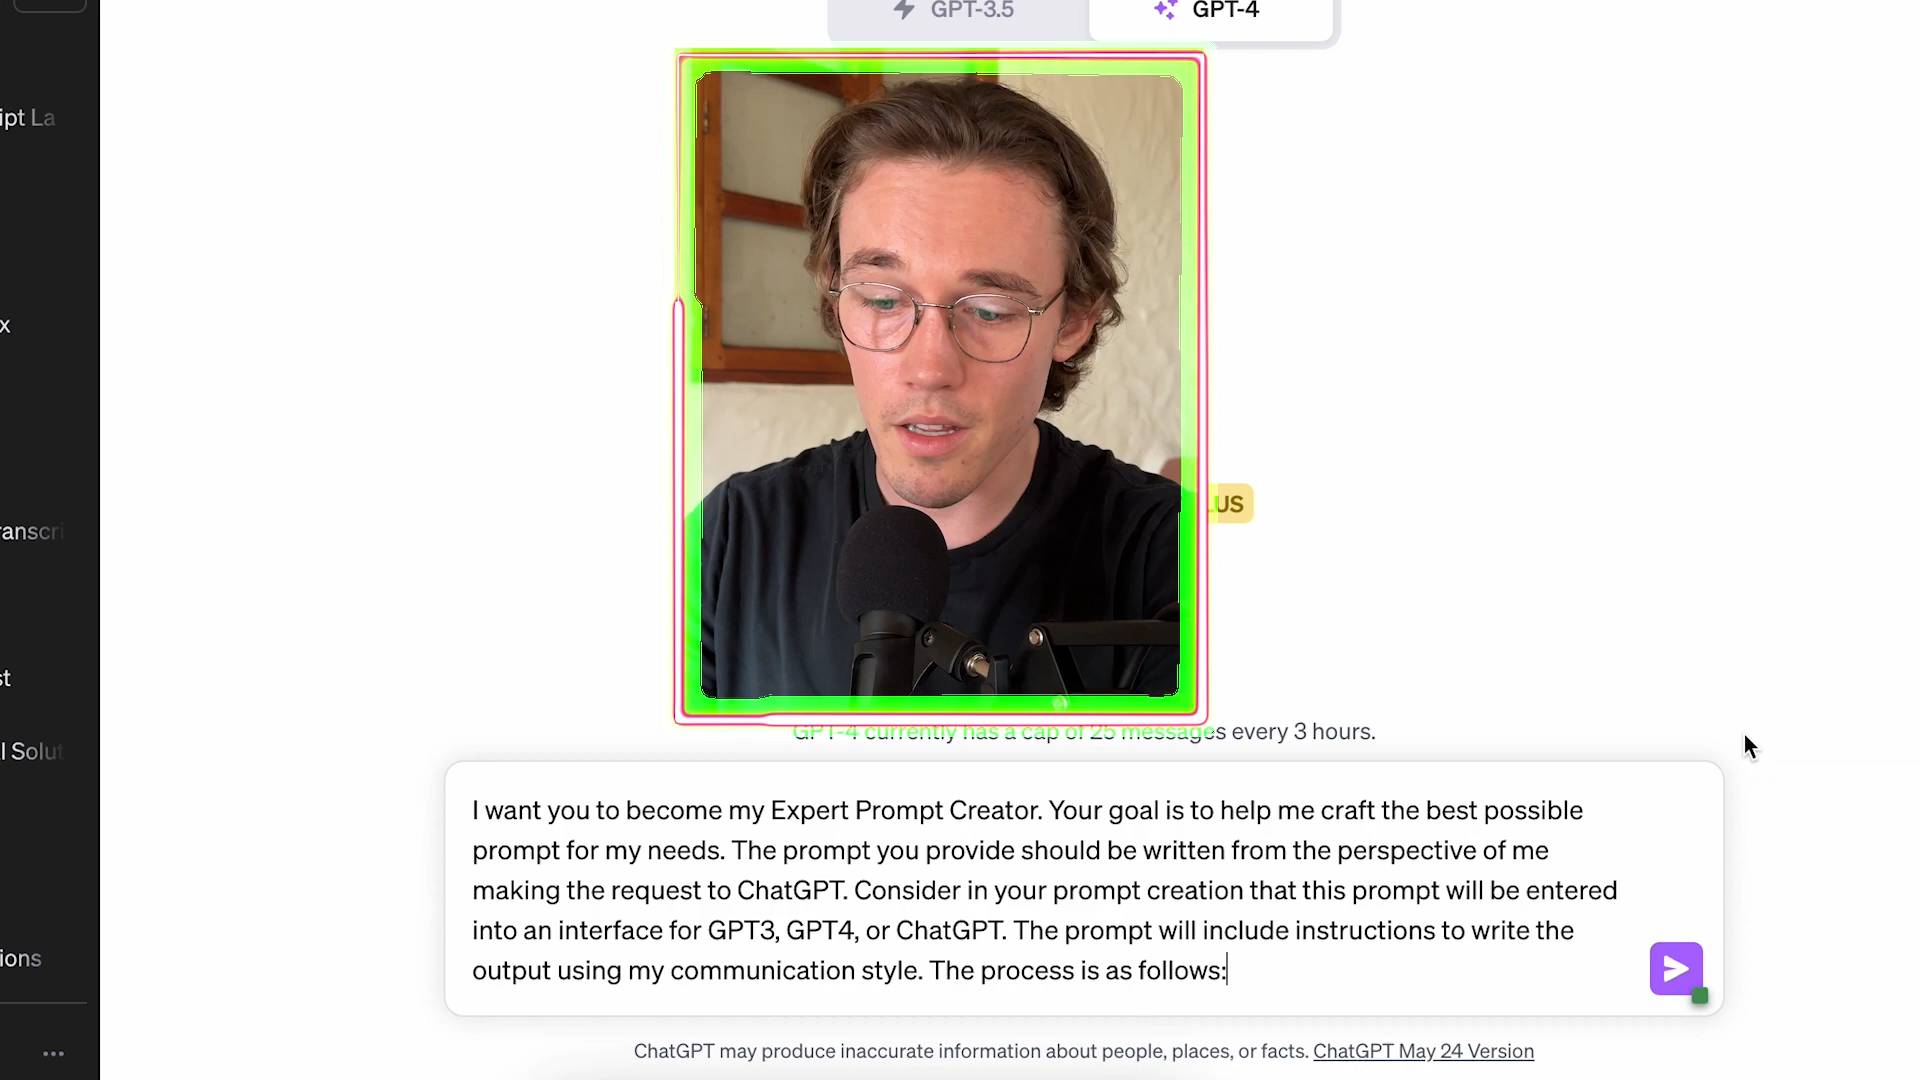 GPT-3.5
GPT-4
ipt La
x
LUS
ranscri
st
GPT-4 currently has a cap of 25 messages every 3 hours.
l Solut
I want you to become my Expert Prompt Creator. Your goal is to help me craft the best possible
prompt for my needs. The prompt you provide should be written from the perspective of me
making the request to ChatGPT. Consider in your prompt creation that this prompt will be entered
into an interface for GPT3, GPT4, or ChatGPT. The prompt will include instructions to write the
output using my communication style. The process is as follows:
ions
ChatGPT may produce inaccurate information about people, places, or facts. ChatGPT May 24 Version